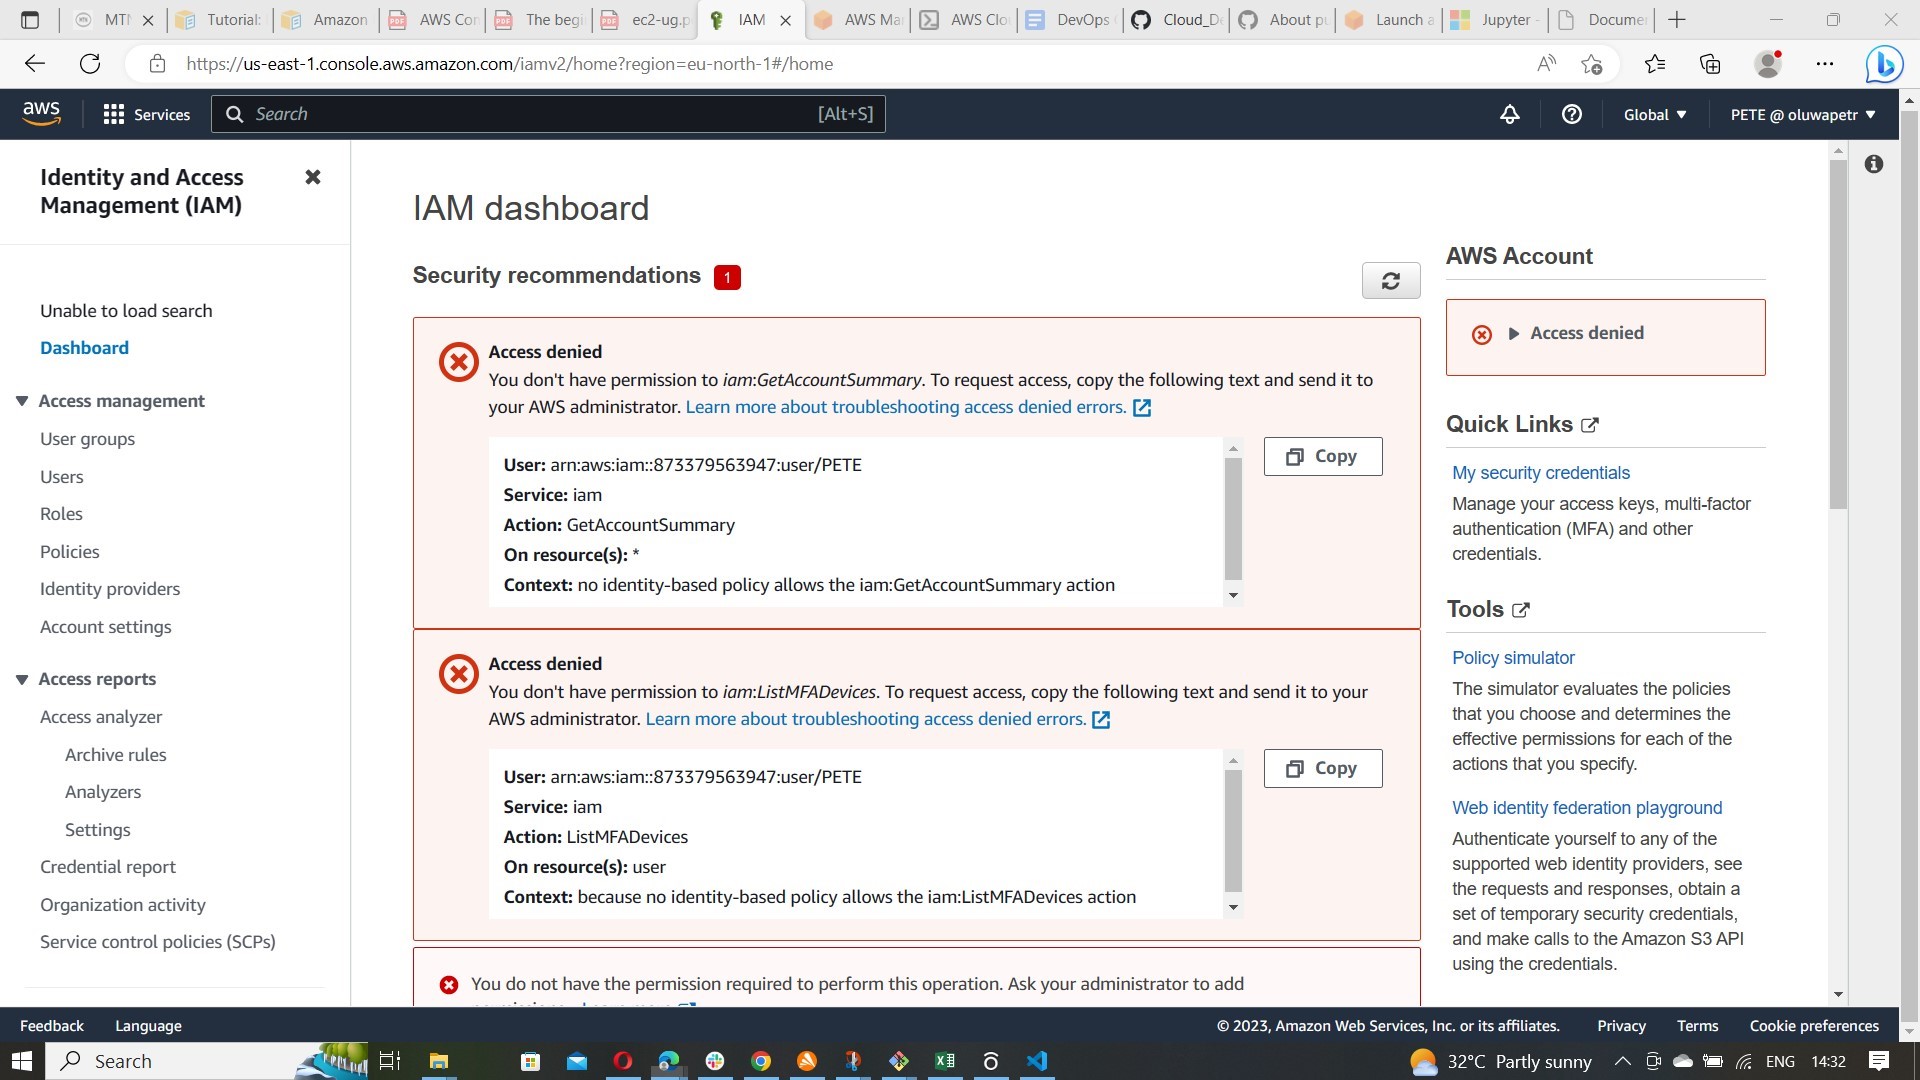 MTN
Tutorial:
Amazon
AWS Con
The begi
ec2-ug.p
IAM
AWS Mar
AWS Clo
DevOps
Cloud_De
About pu
Launch a
Jupyter -
Documen
https://us-east-1.console.aws.amazon.com/iamv2/home?region=eu-north-1#/home
aws
Services
Search
[Alt+S]
Global
PETE @ oluwapetr
Identity and Access
Management (IAM)
Unable to load search
Dashboard
Access management
User groups
Users
Roles
Policies
Identity providers
Account settings
Access reports
Access analyzer
Archive rules
Analyzers
Settings
Credential report
Organization activity
Service control policies (SCPs)
IAM dashboard
Security recommendations 1
Access denied
You don't have permission to iam:GetAccountSummary. To request access, copy the following text and send it to
your AWS administrator. Learn more about troubleshooting access denied errors.
User: arn:aws:iam::873379563947:user/PETE
Service: iam
Action: GetAccountSummary
On resource(s): *
Context: no identity-based policy allows the iam:GetAccountSummary action
Copy
Access denied
You don't have permission to iam:ListMFADevices. To request access, copy the following text and send it to your
AWS administrator. Learn more about troubleshooting access denied errors.
User: arn:aws:iam::873379563947:user/PETE
Service: iam
Action: ListMFADevices
On resource(s): user
Context: because no identity-based policy allows the iam:ListMFADevices action
Copy
You do not have the permission required to perform this operation. Ask your administrator to add
AWS Account
Access denied
Quick Links
My security credentials
Manage your access keys, multi-factor
authentication (MFA) and other
credentials.
Tools
Policy simulator
The simulator evaluates the policies
that you choose and determines the
effective permissions for each of the
actions that you specify.
Web identity federation playground
Authenticate yourself to any of the
supported web identity providers, see
the requests and responses, obtain a
set of temporary security credentials,
and make calls to the Amazon S3 API
using the credentials.
Feedback
Language
© 2023, Amazon Web Services, Inc. or its affiliates.
Privacy
Terms
Cookie preferences
Search
32°C Partly sunny
ENG
14:32